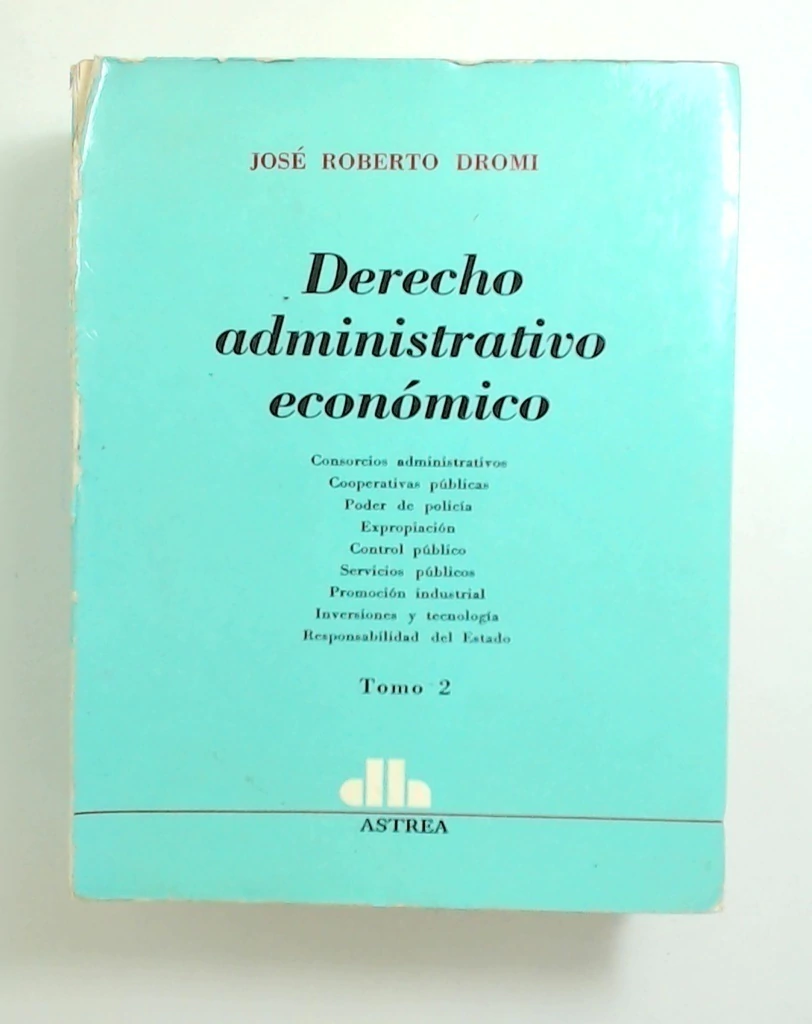 JOSÉ ROBERTO DROMI
Derecho
administrativo
económico
Consorcios administrativos
Cooperativas públicas
Poder de policía
Expropiación
Control público
Servicios públicos
Promoción industrial
Inversiones y tecnología
Responsabilidad del Estado
Tomo 2
ASTREA